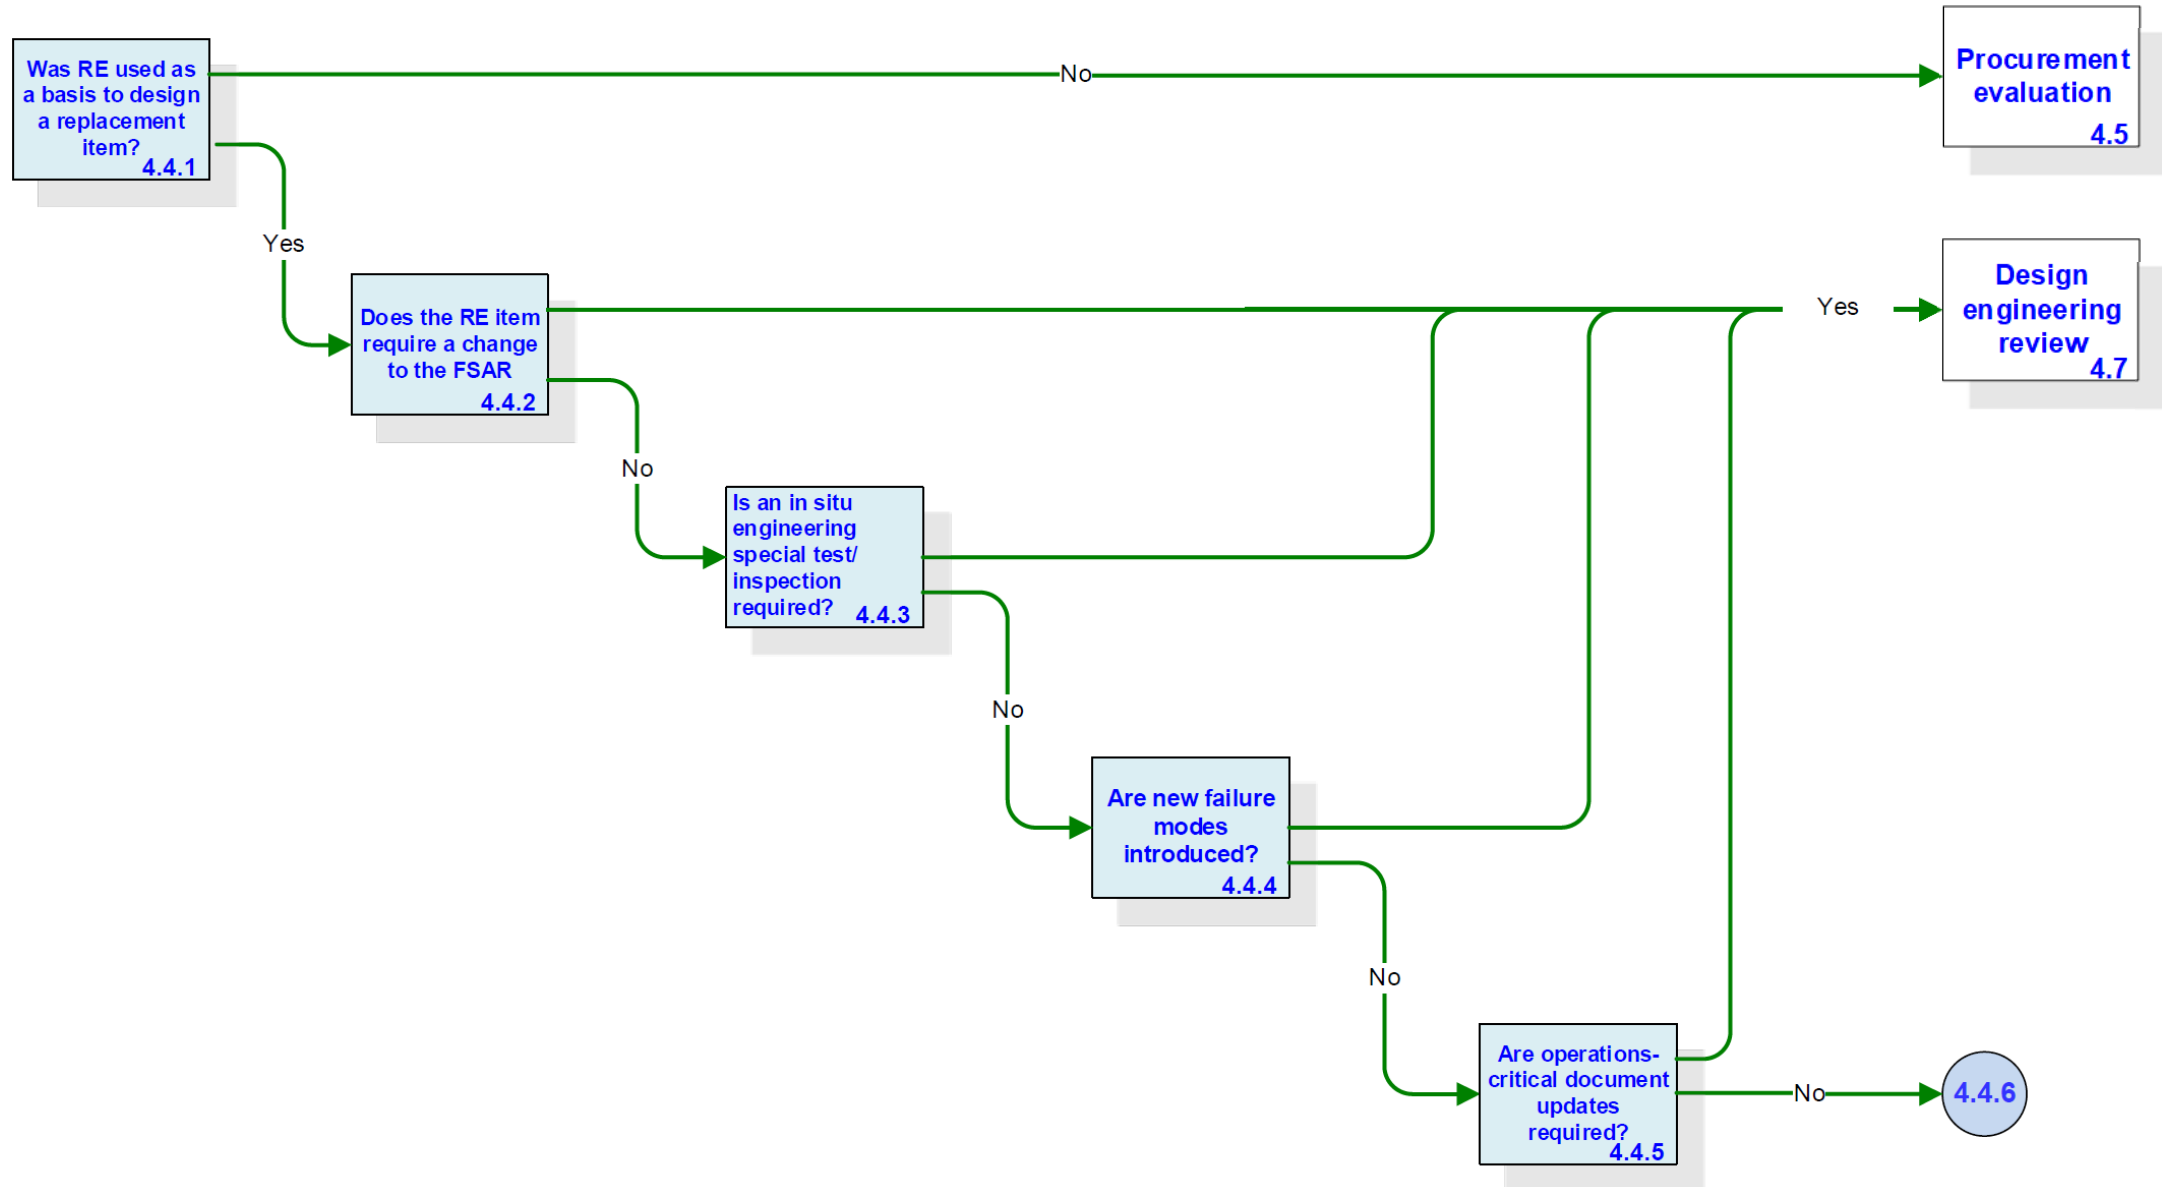 Was RE used as
a basis to design
a replacement
item?
4.4.1
No
Procurement
evaluation
4.5
Yes
Does the RE item
require a change
to the FSAR
4.4.2
Yes
Design
engineering
review
4.7
No
Is an in situ
engineering
special test/
inspection
required?
4.4.3
No
Are new failure
modes
introduced?
4.4.4
No
Are operations-
critical document
updates
required?
4.4.5
No
4.4.6